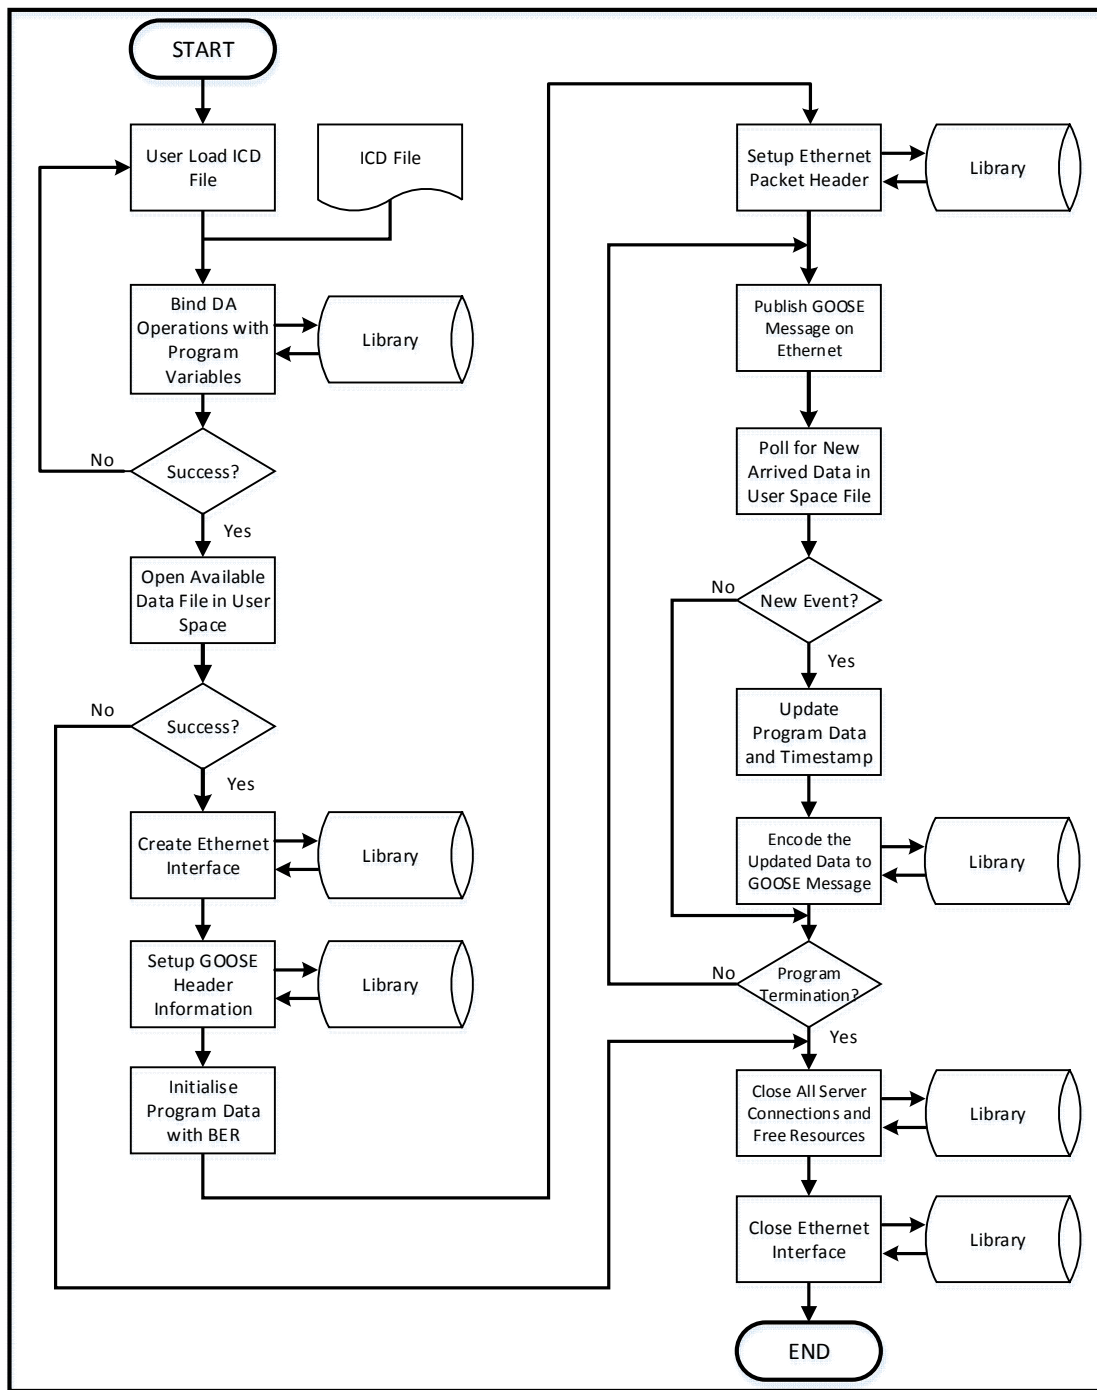 START
User Load ICD
File
ICD File
Bind DA
Operations with
Program
Variables
Library
No
Success?
Yes
Open Available
Data File in User
Space
No
Success?
Yes
Create Ethernet
Interface
Library
Setup GOOSE
Header
Information
Library
Initialise
Program Data
with BER
Setup Ethernet
Packet Header
Library
Publish GOOSE
Message on
Ethernet
Poll for New
Arrived Data in
User Space File
No
New Event?
Yes
Update
Program Data
and Timestamp
Encode the
Updated Data to
GOOSE Message
Library
No
Program
Termination?
Yes
Close All Server
Connections and
Free Resources
Library
Close Ethernet
Interface
Library
END